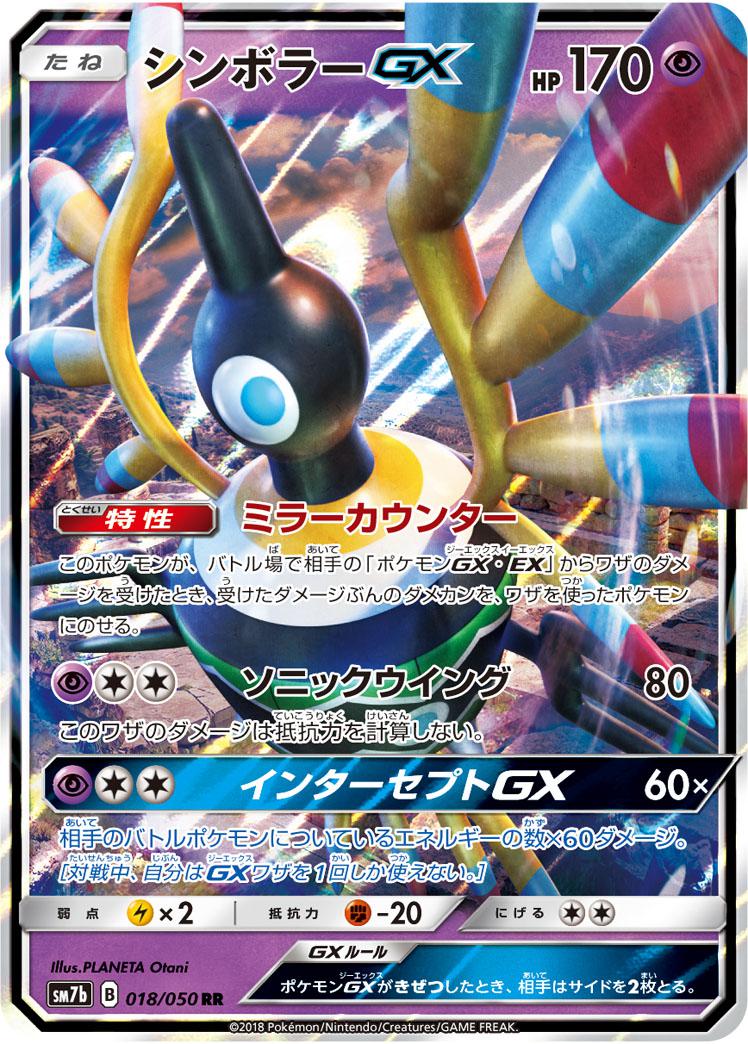 たね シンボラーGX HP170
とくせい
特性 ミラーカウンター
このポケモンが、バトル場で相手の「ポケモンGX・EX」からワザのダメ
ージを受けたとき、受けたダメージぶんのダメカンを、ワザを使ったポケモン
にのせる。
ソニックウイング 80
このワザのダメージは抵抗力を計算しない。
インターセプトGX 60×
相手のバトルポケモンについているエネルギーの数×60ダメージ。
[対戦中、自分はGXワザを1回しか使えない。]
弱点 ×2 抵抗力 -20 にげる
Illus.PLANETA Otani
GXルール
ポケモンGXがきぜつしたとき、相手はサイドを2枚とる。
SM7b B 018/050 RR
©2018 Pokémon/Nintendo/Creatures/GAME FREAK.